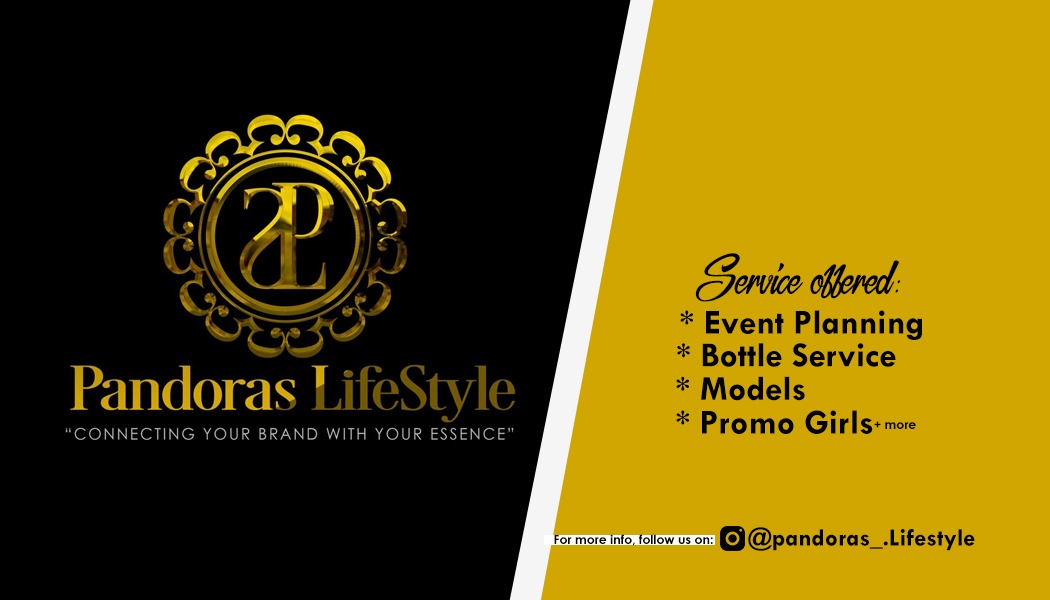 PL
Pandoras LifeStyle
“CONNECTING YOUR BRAND WITH YOUR ESSENCE”
Service offered:
* Event Planning
* Bottle Service
* Models
* Promo Girls+ more
For more info, follow us on: @pandoras_.Lifestyle